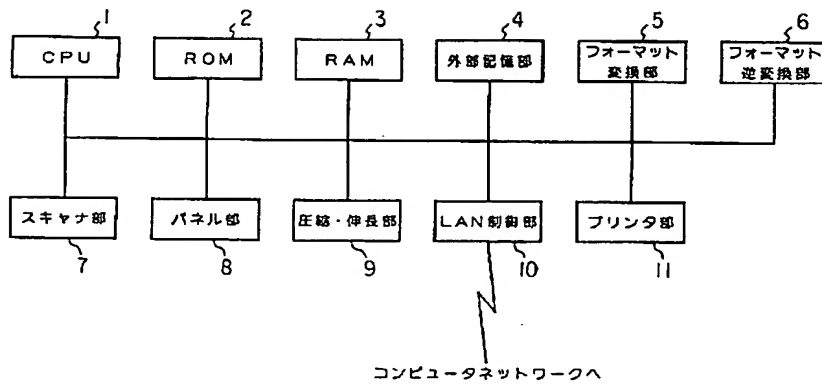 1
2
3
4
5
6
CPU
ROM
RAM
外部記憶部
フォーマット
変換部
フォーマット
逆変換部
スキャナ部
パネル部
圧縮・伸長部
LAN制御部
プリンタ部
7
8
9
10
11
コンピュータネットワークへ